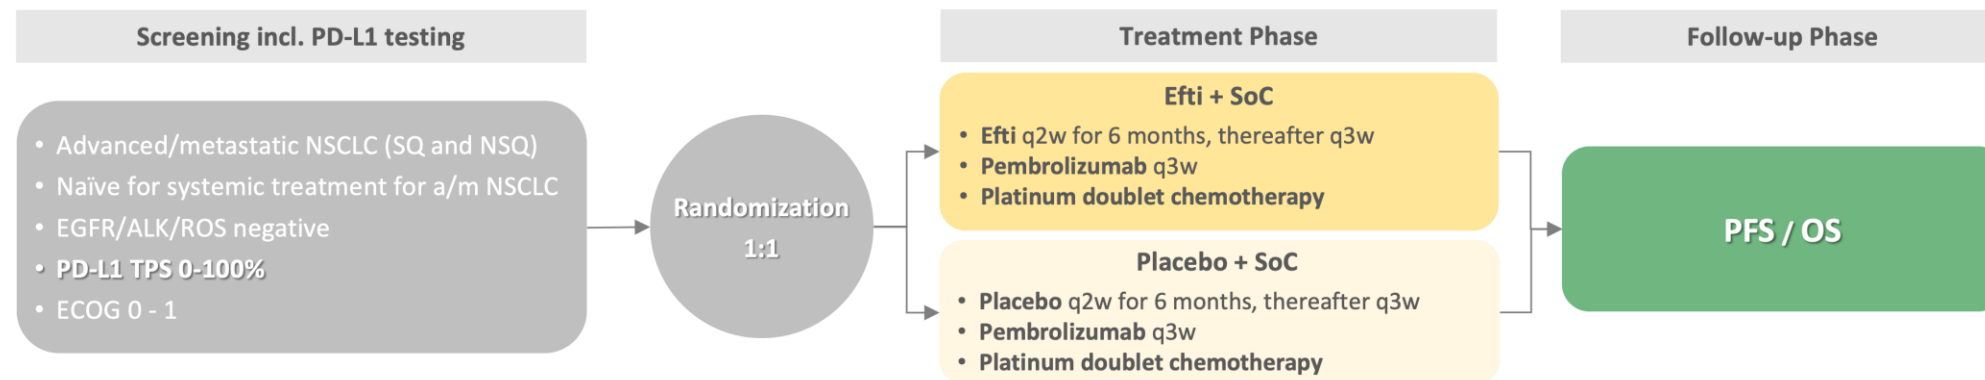 Screening incl. PD-L1 testing
• Advanced/metastatic NSCLC (SQ and NSQ)
• Naïve for systemic treatment for a/m NSCLC
• EGFR/ALK/ROS negative
• PD-L1 TPS 0-100%
• ECOG 0 - 1
Randomization
1:1
Treatment Phase
Efti + SoC
• Efti q2w for 6 months, thereafter q3w
• Pembrolizumab q3w
• Platinum doublet chemotherapy
Placebo + SoC
• Placebo q2w for 6 months, thereafter q3w
• Pembrolizumab q3w
• Platinum doublet chemotherapy
Follow-up Phase
PFS / OS